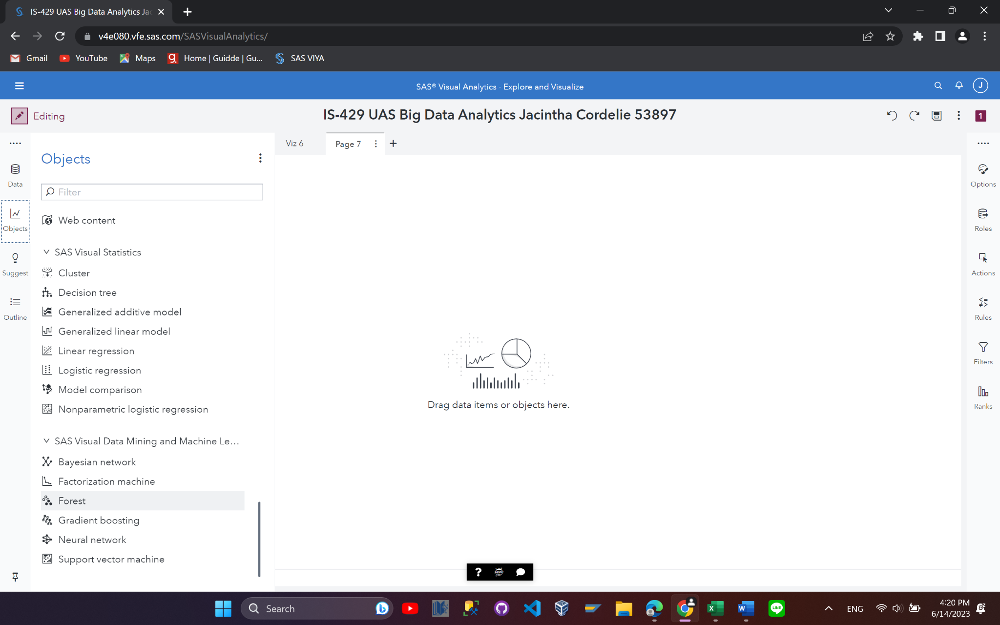 IS-429 UAS Big Data Analytics Jac
v4e080.vfe.sas.com/SASVisualAnalytics/
Gmail
YouTube
Maps
Home | Guidde | Gu...
SAS VIYA
SAS® Visual Analytics - Explore and Visualize
J
Editing
IS-429 UAS Big Data Analytics Jacintha Cordelie 53897
1
Viz 6
Page 7
Data
Objects
Suggest
Outline
Objects
Filter
Web content
SAS Visual Statistics
Cluster
Decision tree
Generalized additive model
Generalized linear model
Linear regression
Logistic regression
Model comparison
Nonparametric logistic regression
SAS Visual Data Mining and Machine Le...
Bayesian network
Factorization machine
Forest
Gradient boosting
Neural network
Support vector machine
Drag data items or objects here.
Options
Roles
Actions
Rules
Filters
Ranks
?
jupyter
Search
ENG
4:20 PM
6/14/2023